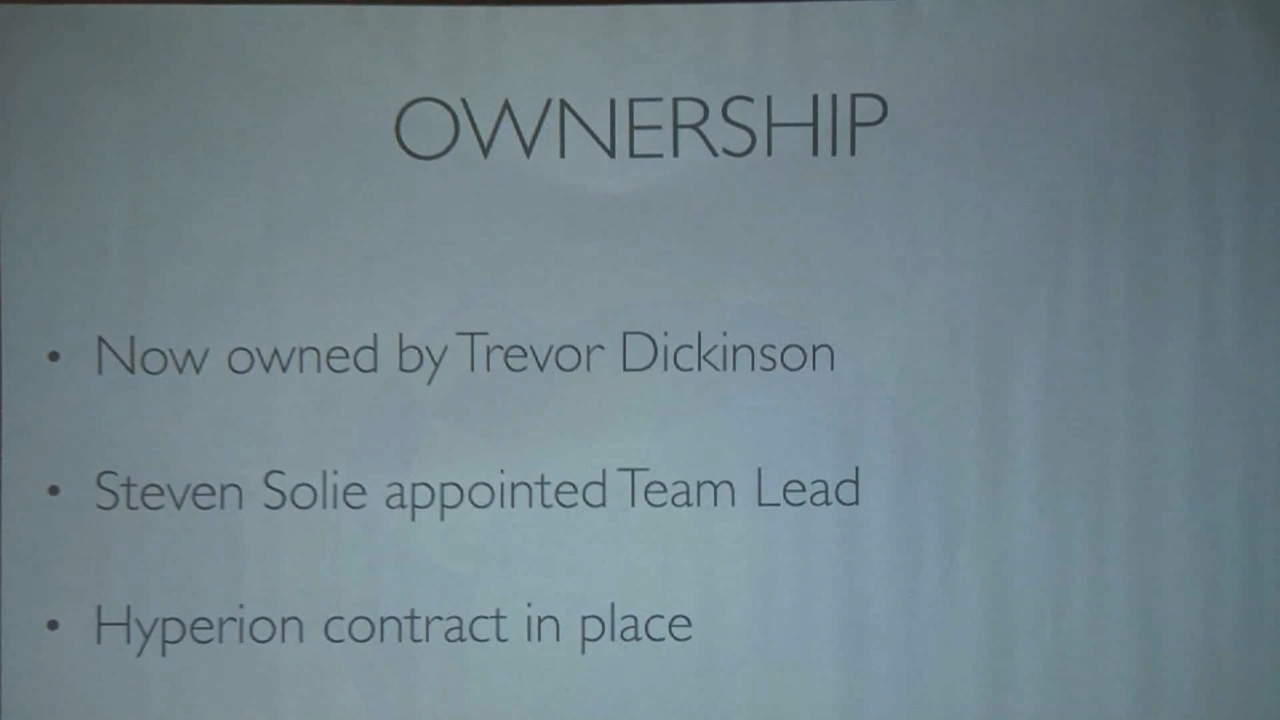 OWNERSHIP
• Now owned by Trevor Dickinson
• Steven Solie appointed Team Lead
• Hyperion contract in place